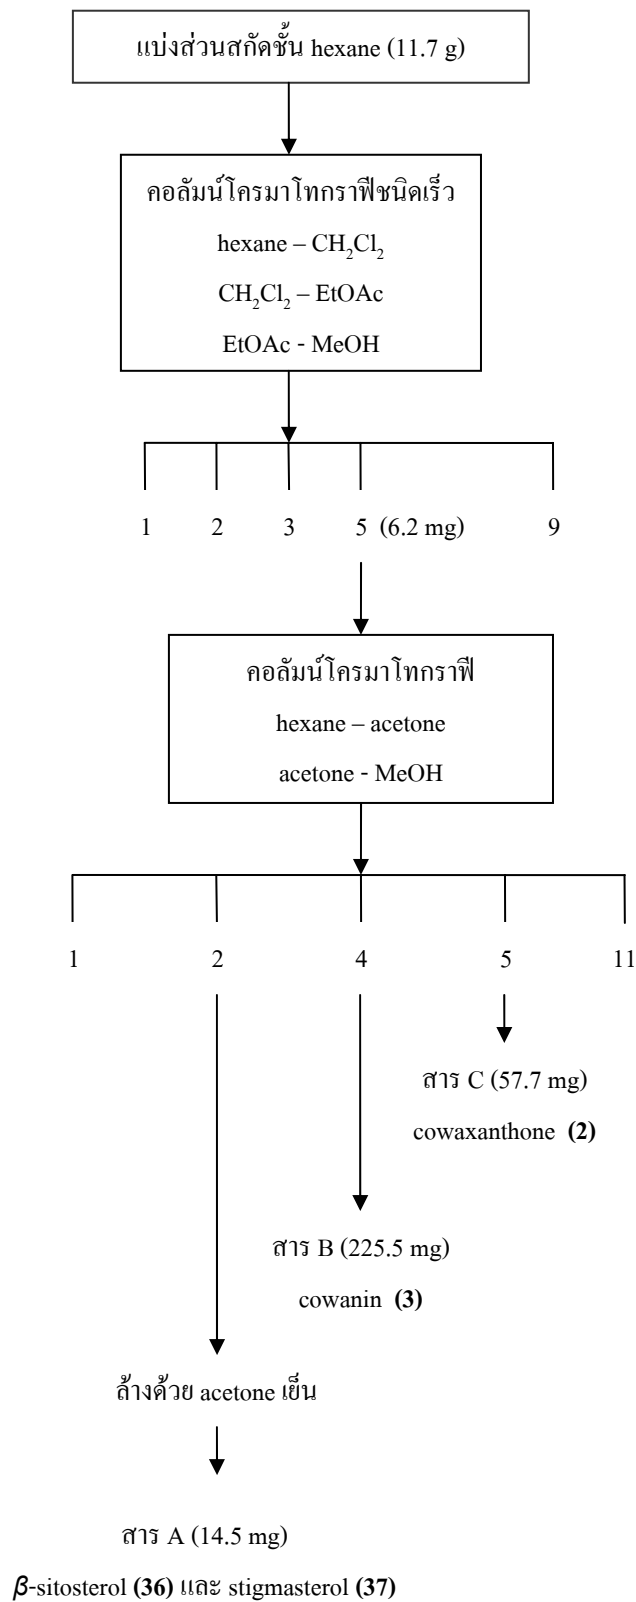 แบ่งส่วนสกัดชั้น hexane (11.7 g)
คอลัมน์โครมาโทกราฟีชนิดเร็ว
hexane – CH₂Cl₂
CH₂Cl₂ – EtOAc
EtOAc - MeOH
1 2 3 5 (6.2 mg) 9
คอลัมน์โครมาโทกราฟี
hexane – acetone
acetone - MeOH
1 2 4 5 11
สาร C (57.7 mg)
cowaxanthone (2)
สาร B (225.5 mg)
cowanin (3)
ล้างด้วย acetone เย็น
สาร A (14.5 mg)
β-sitosterol (36) และ stigmasterol (37)